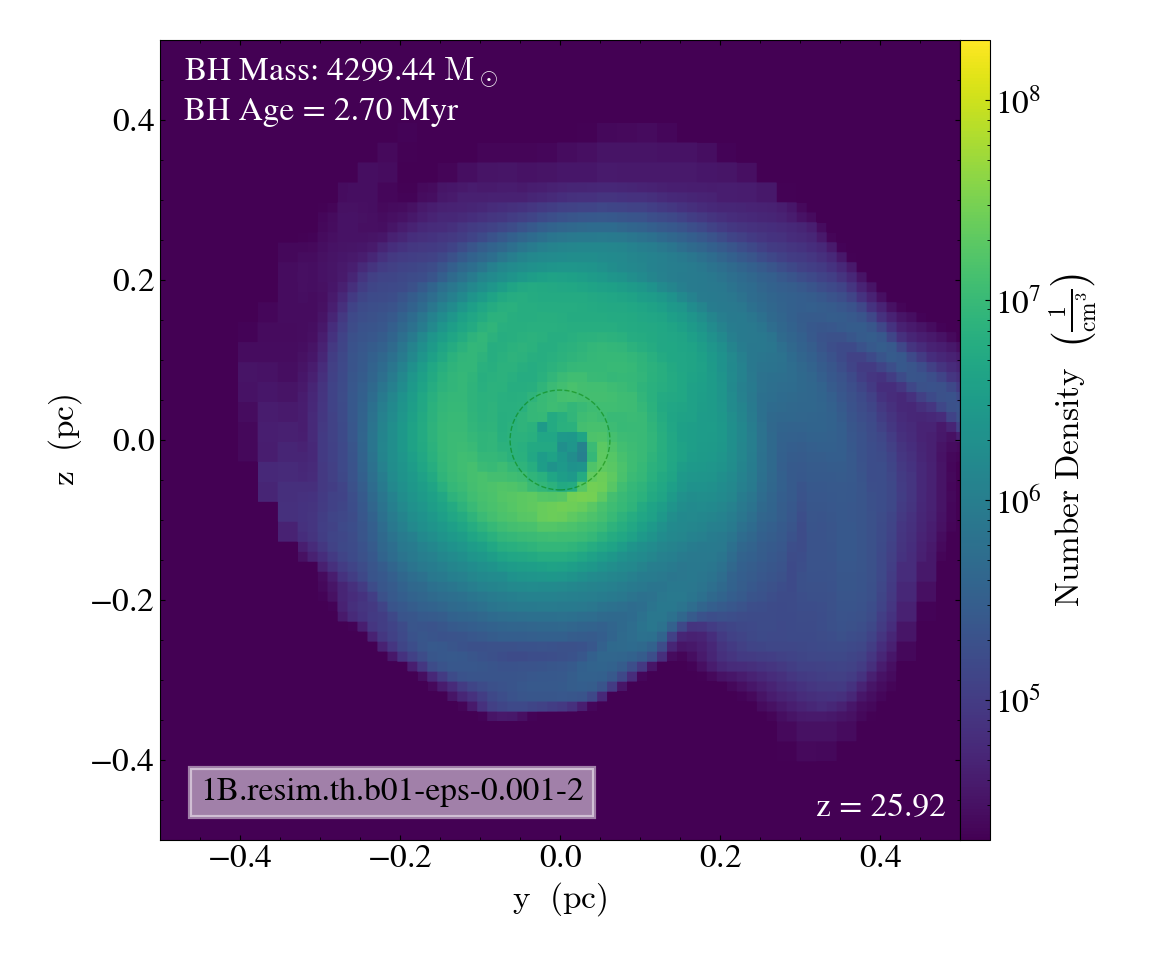 BH Mass: 4299.44 M⊙
BH Age = 2.70 Myr
0.4
0.2
0.0
−0.2
−0.4
z (pc)
−0.4 −0.2 0.0 0.2 0.4
y (pc)
1B.resim.th.b01-eps-0.001-2
z = 25.92
10⁸
10⁷
10⁶
10⁵
Number Density (1/cm³)